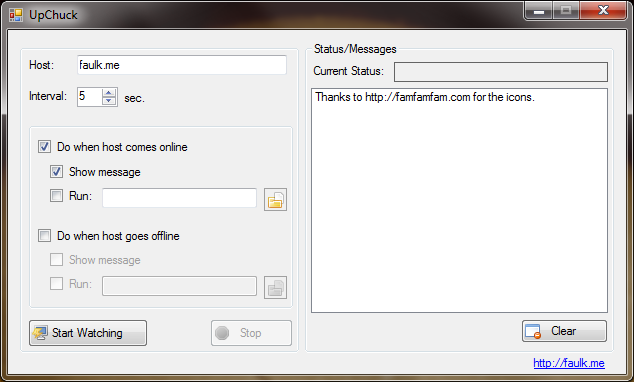 UpChuck
Host: faulk.me
Interval: 5 sec.
Do when host comes online
Show message
Run:
Do when host goes offline
Show message
Run:
Start Watching
Stop
Status/Messages
Current Status:
Thanks to http://famfamfam.com for the icons.
Clear
http://faulk.me